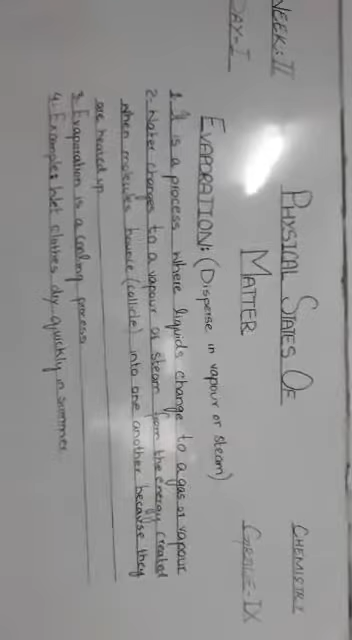 WEEK: II
DAY-I
CHEMISTRY
GRADE-IX
PHYSICAL STATES OF
MATTER
EVAPORATION: (Disperse in vapour or steam)
1. It is a process where liquids change to a gas or vapour
2. Water changes to a vapour or steam from the energy created
when molecules bounce (collide) into one another because they
are heated up.
3. Evaporation is a cooling process.
4. Example: Wet clothes dry quickly in summer.